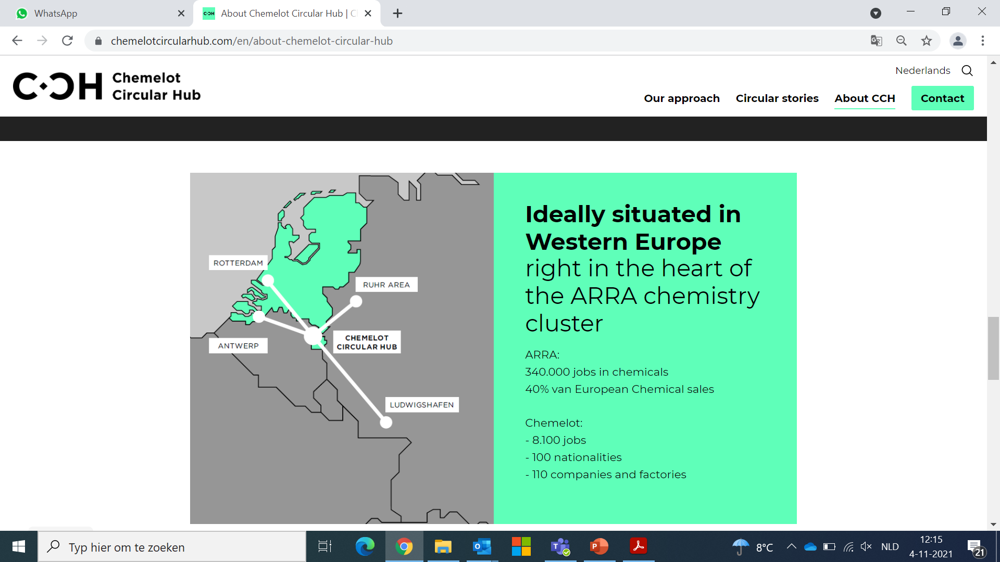 WhatsApp
About Chemelot Circular Hub | C
chemelotcircularhub.com/en/about-chemelot-circular-hub
C·CH
Chemelot
Circular Hub
Nederlands
Our approach
Circular stories
About CCH
Contact
ROTTERDAM
RUHR AREA
CHEMELOT
CIRCULAR HUB
ANTWERP
LUDWIGSHAFEN
Ideally situated in
Western Europe
right in the heart of
the ARRA chemistry
cluster
ARRA:
340.000 jobs in chemicals
40% van European Chemical sales
Chemelot:
- 8.100 jobs
- 100 nationalities
- 110 companies and factories
Typ hier om te zoeken
8°C
NLD
12:15
4-11-2021
21